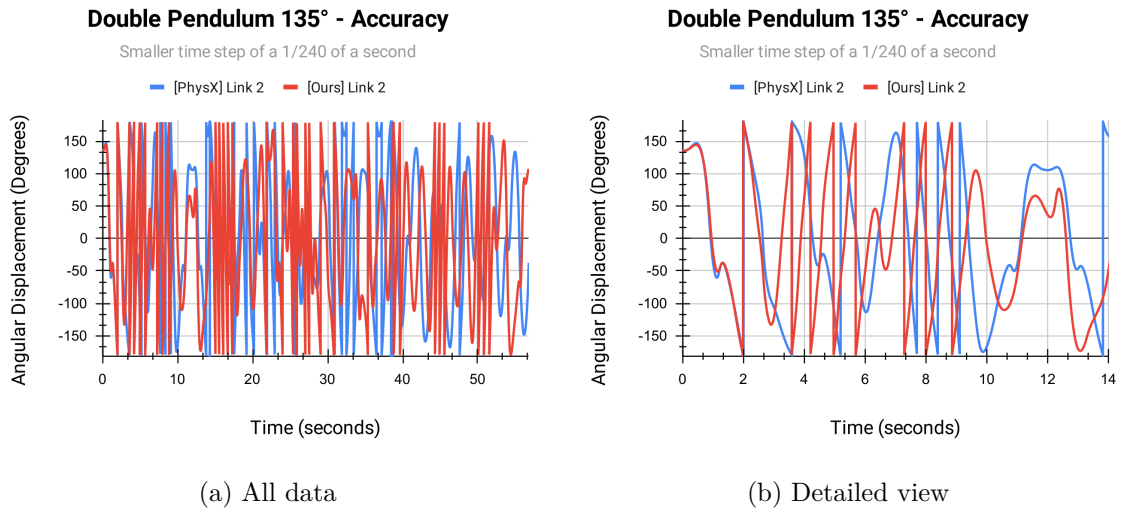 Double Pendulum 135° - Accuracy
Smaller time step of a 1/240 of a second
[PhysX] Link 2 [Ours] Link 2
Angular Displacement (Degrees)
150
100
50
0
-50
-100
-150
0 10 20 30 40 50
Time (seconds)
(a) All data
Double Pendulum 135° - Accuracy
Smaller time step of a 1/240 of a second
[PhysX] Link 2 [Ours] Link 2
Angular Displacement (Degrees)
150
100
50
0
-50
-100
-150
0 2 4 6 8 10 12 14
Time (seconds)
(b) Detailed view